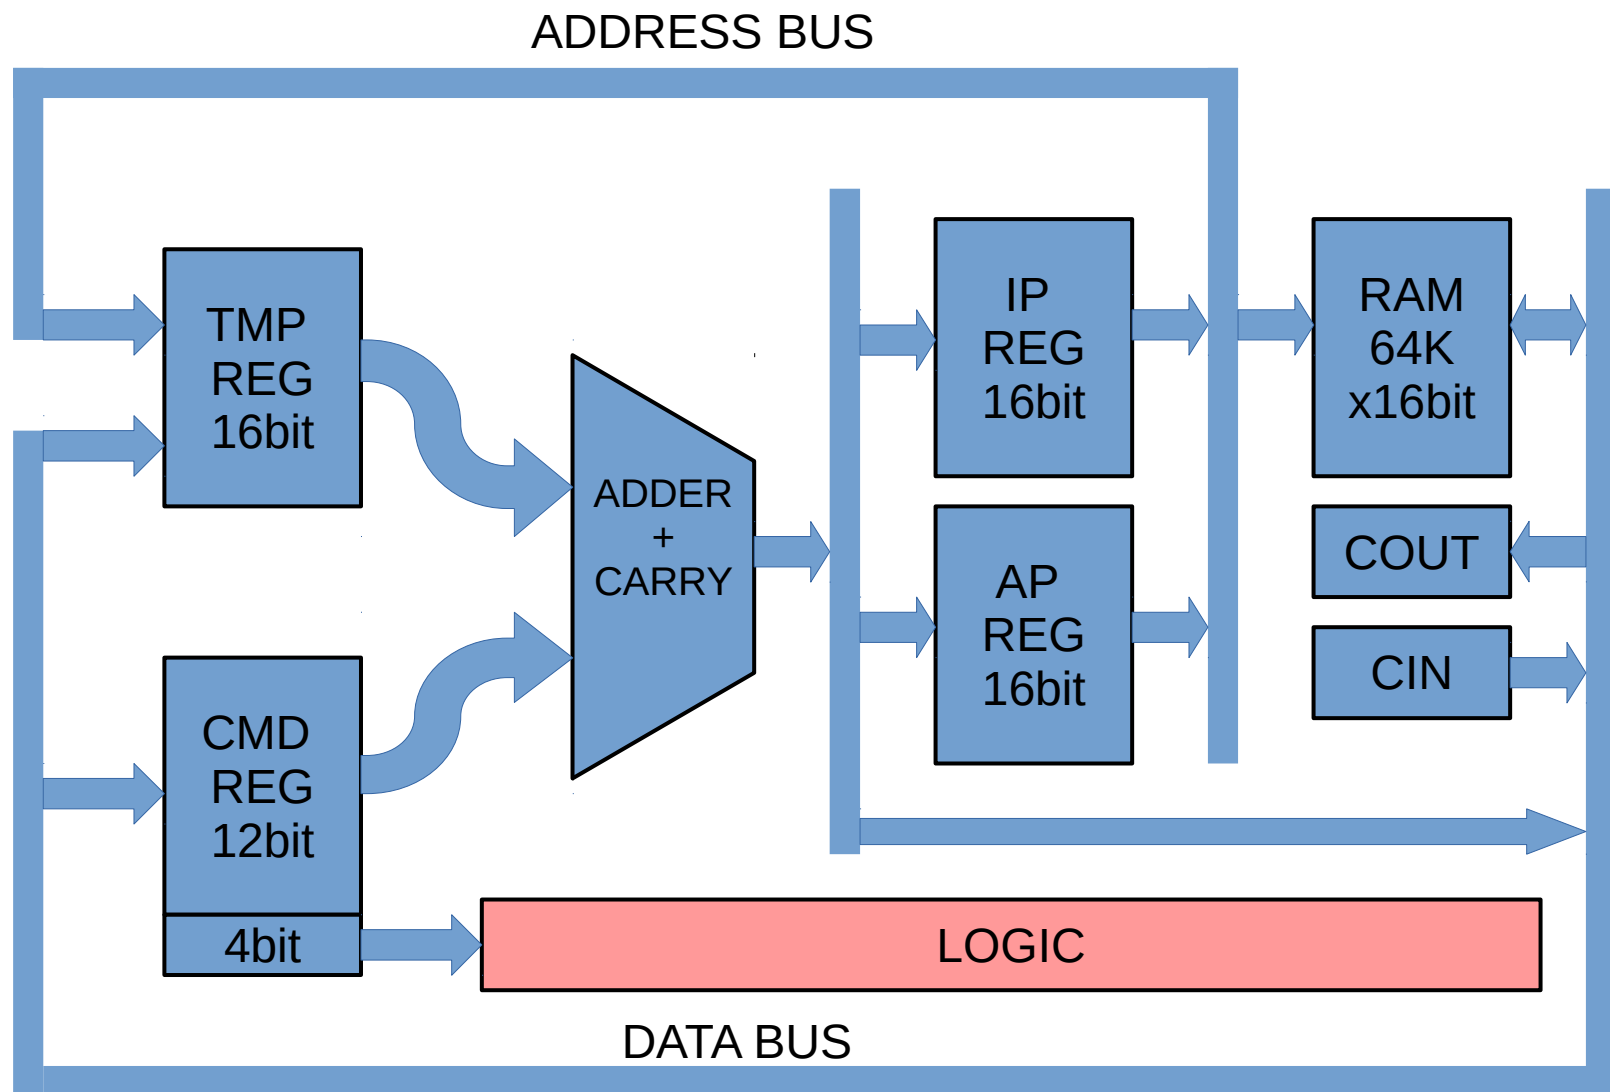 ADDRESS BUS
TMP
REG
16bit
CMD
REG
12bit
4bit
ADDER
+
CARRY
IP
REG
16bit
AP
REG
16bit
RAM
64K
x16bit
COUT
CIN
LOGIC
DATA BUS